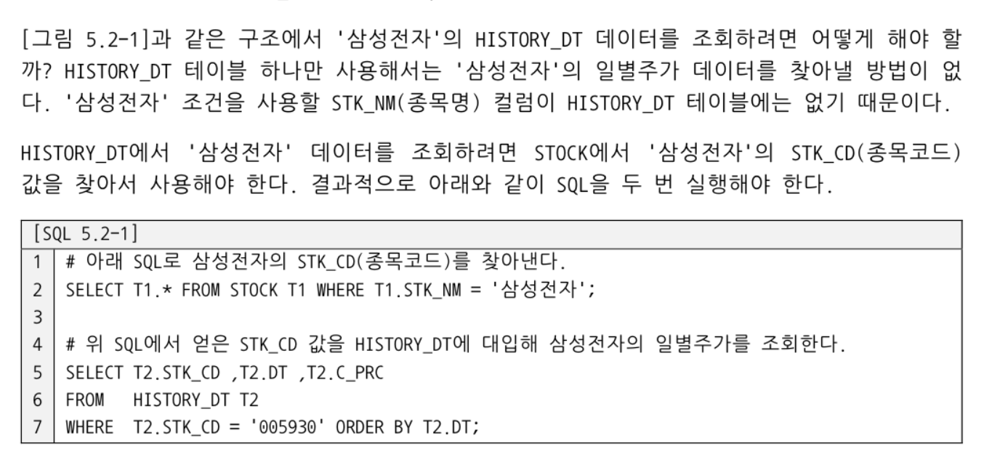 [그림 5.2-1]과 같은 구조에서 '삼성전자'의 HISTORY_DT 데이터를 조회하려면 어떻게 해야 할
까? HISTORY_DT 테이블 하나만 사용해서는 '삼성전자'의 일별주가 데이터를 찾아낼 방법이 없
다. '삼성전자' 조건을 사용할 STK_NM(종목명) 컬럼이 HISTORY_DT 테이블에는 없기 때문이다.
HISTORY_DT에서 '삼성전자' 데이터를 조회하려면 STOCK에서 '삼성전자'의 STK_CD(종목코드)
값을 찾아서 사용해야 한다. 결과적으로 아래와 같이 SQL을 두 번 실행해야 한다.
[SQL 5.2-1]
1 # 아래 SQL로 삼성전자의 STK_CD(종목코드)를 찾아낸다.
2 SELECT T1.* FROM STOCK T1 WHERE T1.STK_NM = '삼성전자';
3
4 # 위 SQL에서 얻은 STK_CD 값을 HISTORY_DT에 대입해 삼성전자의 일별주가를 조회한다.
5 SELECT T2.STK_CD ,T2.DT ,T2.C_PRC
6 FROM   HISTORY_DT T2
7 WHERE  T2.STK_CD = '005930' ORDER BY T2.DT;